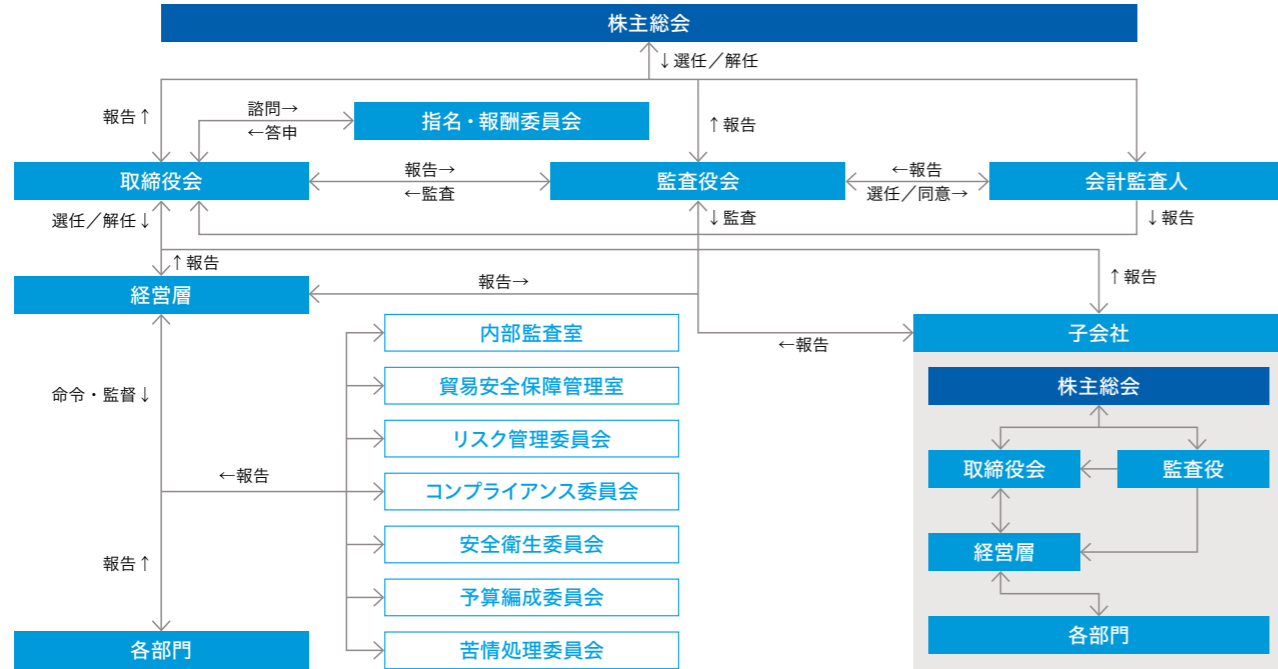 株主総会
↓選任／解任
報告↑
諮問→
←答申
指名・報酬委員会
↑報告
取締役会
報告→
←監査
監査役会
←報告
選任／同意→
会計監査人
選任／解任↓
↓監査
↓報告
↑報告
経営層
報告→
↑報告
内部監査室
←報告
子会社
貿易安全保障管理室
命令・監督↓
リスク管理委員会
←報告
コンプライアンス委員会
安全衛生委員会
報告↑
予算編成委員会
各部門
苦情処理委員会
株主総会
取締役会
監査役
経営層
各部門